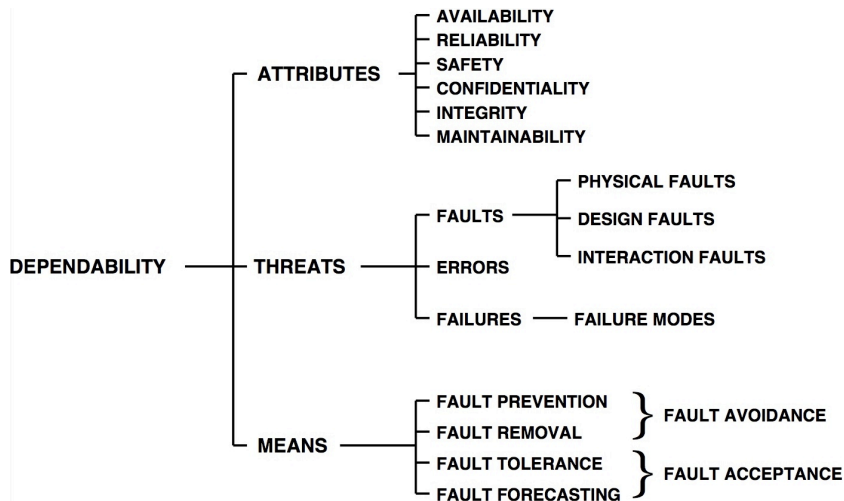 AVAILABILITY
RELIABILITY
SAFETY
ATTRIBUTES
CONFIDENTIALITY
INTEGRITY
MAINTAINABILITY
PHYSICAL FAULTS
FAULTS
DESIGN FAULTS
INTERACTION FAULTS
DEPENDABILITY
THREATS
ERRORS
FAILURES
FAILURE MODES
FAULT PREVENTION
FAULT AVOIDANCE
FAULT REMOVAL
MEANS
FAULT TOLERANCE
FAULT ACCEPTANCE
FAULT FORECASTING